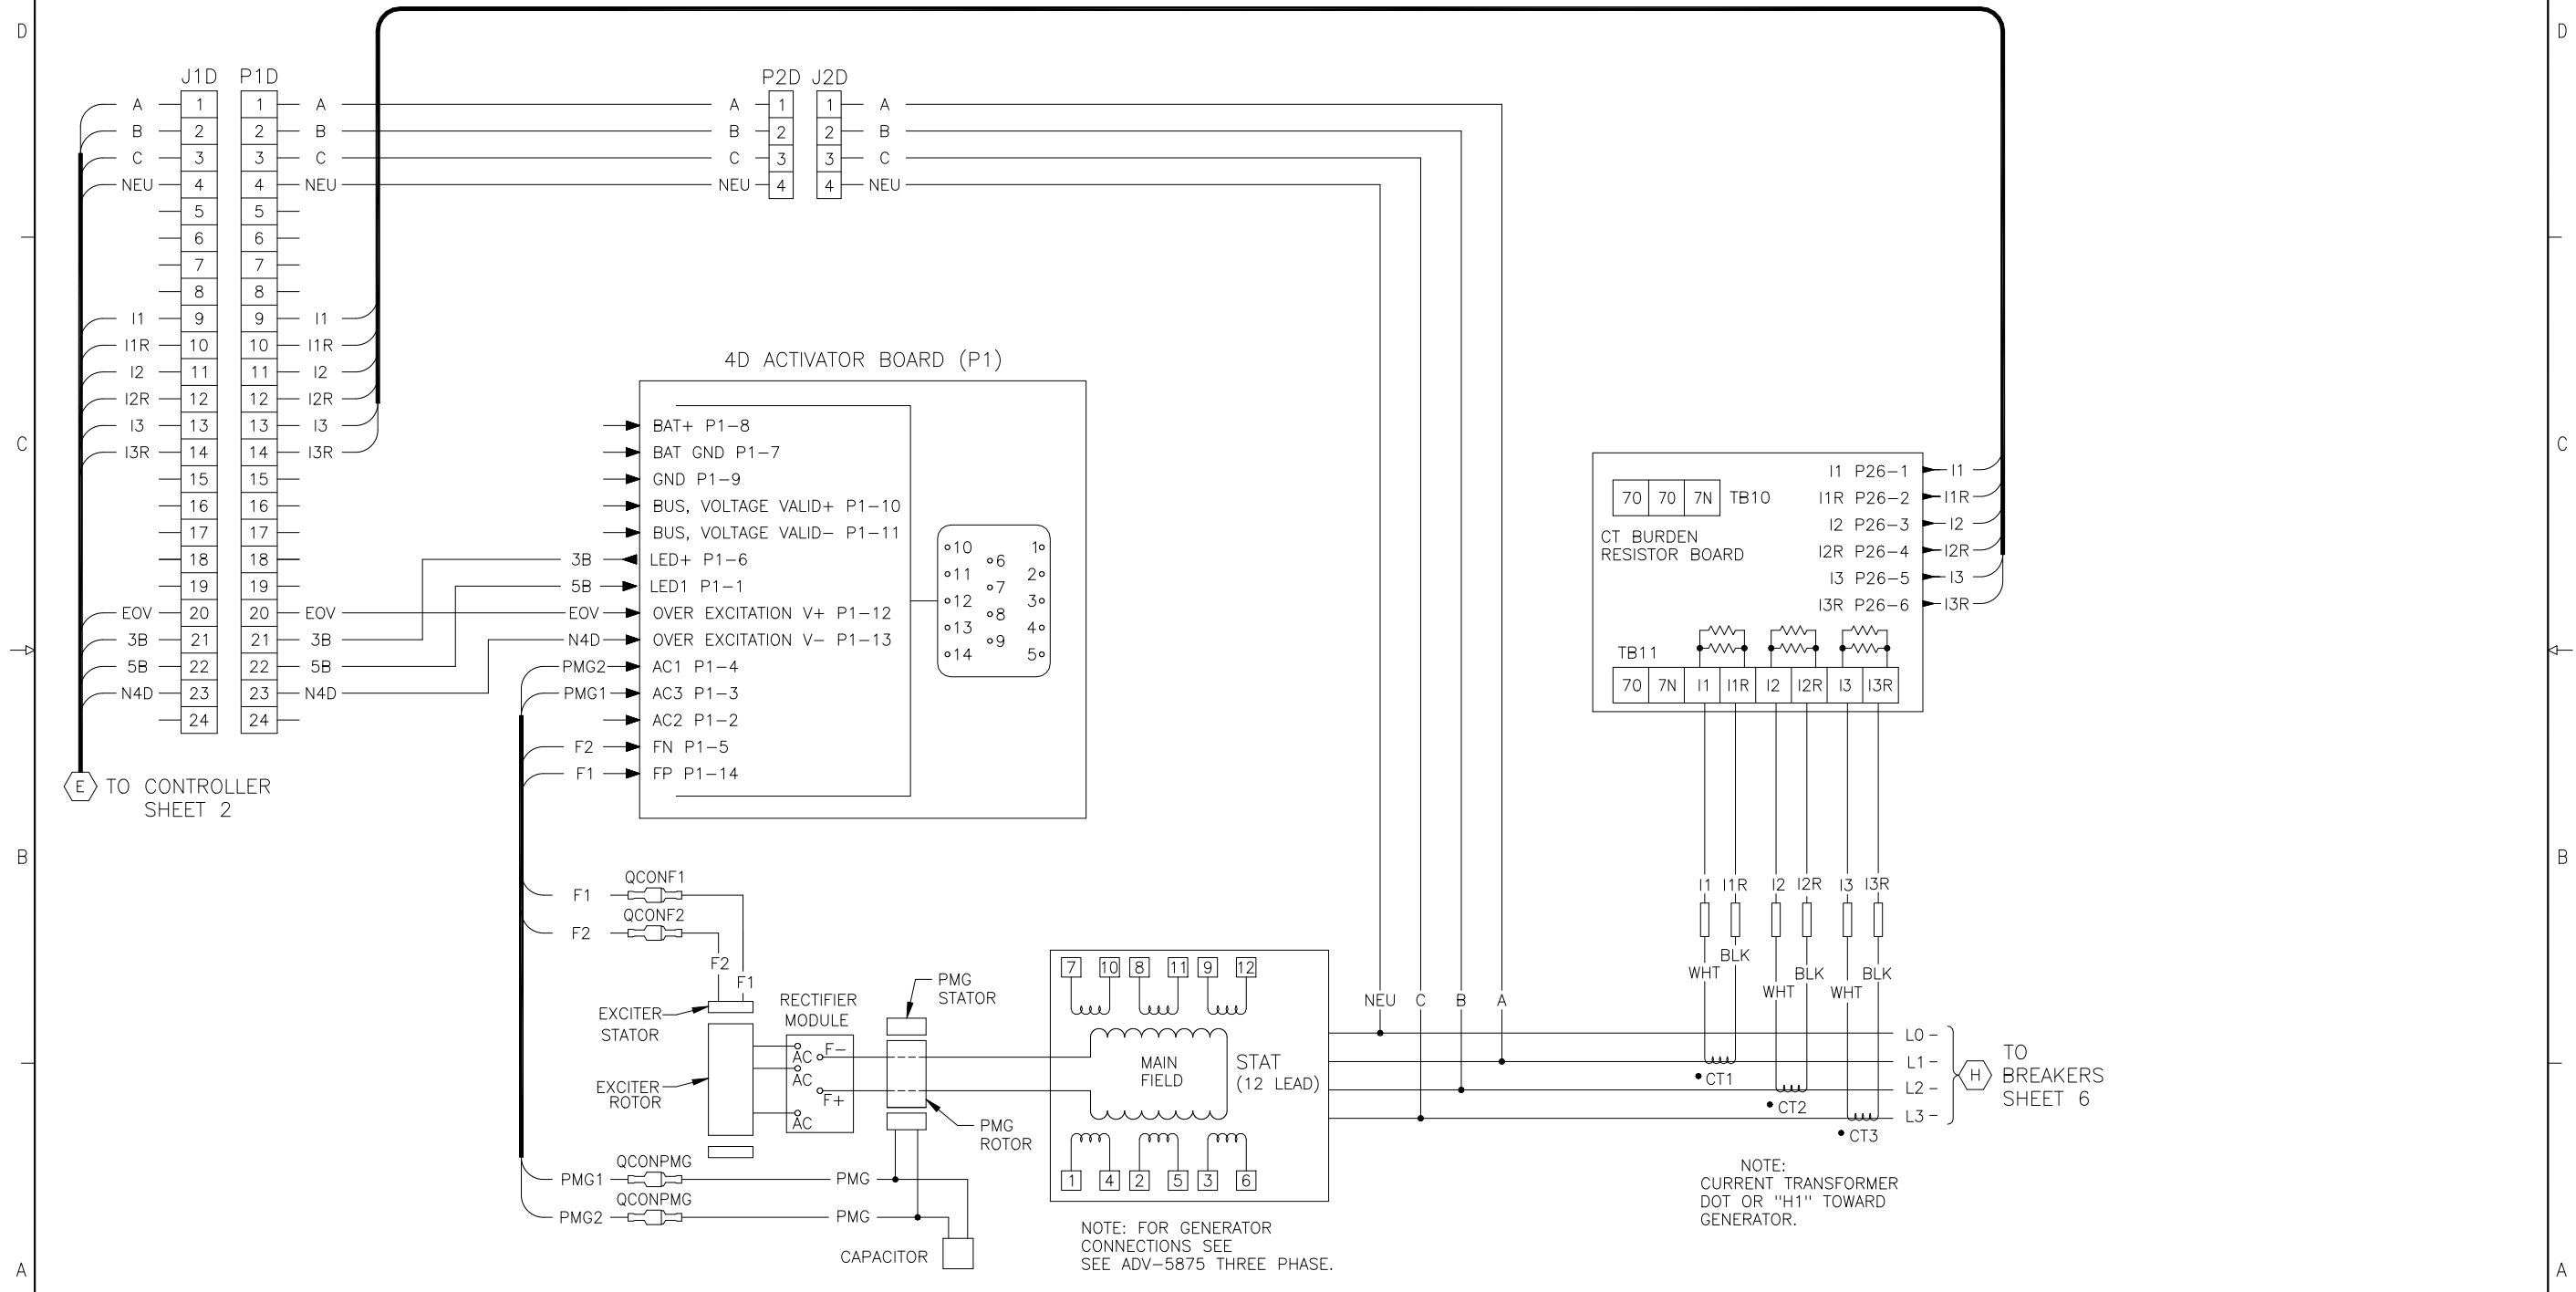 D
D
J1D P1D
P2D J2D
A 1 1 A A 1 1 A
B 2 2 B B 2 2 B
C 3 3 C C 3 3 C
NEU 4 4 NEU NEU 4 4 NEU
5 5
6 6
7 7
8 8
I1 9 9 I1
I1R 10 10 I1R
I2 11 11 I2
I2R 12 12 I2R
I3 13 13 I3
I3R 14 14 I3R
15 15
16 16
17 17
18 18
19 19
EOV 20 20 EOV
3B 21 21 3B
5B 22 22 5B
N4D 23 23 N4D
24 24
C
C
E TO CONTROLLER
SHEET 2
4D ACTIVATOR BOARD (P1)
BAT+ P1-8
BAT GND P1-7
GND P1-9
BUS, VOLTAGE VALID+ P1-10
BUS, VOLTAGE VALID- P1-11
3B LED+ P1-6
5B LED1 P1-1
EOV OVER EXCITATION V+ P1-12
N4D OVER EXCITATION V- P1-13
PMG2 AC1 P1-4
PMG1 AC3 P1-3
AC2 P1-2
F2 FN P1-5
F1 FP P1-14
10 1
6
11 2
7
12 3
8
13 4
9
14 5
I1 P26-1 I1
I1R P26-2 I1R
I2 P26-3 I2
I2R P26-4 I2R
I3 P26-5 I3
I3R P26-6 I3R
70 70 7N TB10
CT BURDEN
RESISTOR BOARD
TB11
70 7N I1 I1R I2 I2R I3 I3R
B
B
I1 I1R I2 I2R I3 I3R
WHT BLK WHT BLK WHT BLK
F1 QCONF1
F2 QCONF2
F2
F1
EXCITER
STATOR
EXCITER
ROTOR
RECTIFIER
MODULE
AC F-
AC
F+
AC
PMG
STATOR
PMG
ROTOR
PMG1 QCONPMG PMG
PMG2 QCONPMG PMG
CAPACITOR
7 10 8 11 9 12
MAIN
FIELD
STAT
(12 LEAD)
1 4 2 5 3 6
NOTE: FOR GENERATOR
CONNECTIONS SEE
SEE ADV-5875 THREE PHASE.
NEU C B A
CT1
CT2
CT3
L0 -
L1 -
L2 -
L3 -
H
TO
BREAKERS
SHEET 6
NOTE:
CURRENT TRANSFORMER
DOT OR "H1" TOWARD
GENERATOR.
A
A